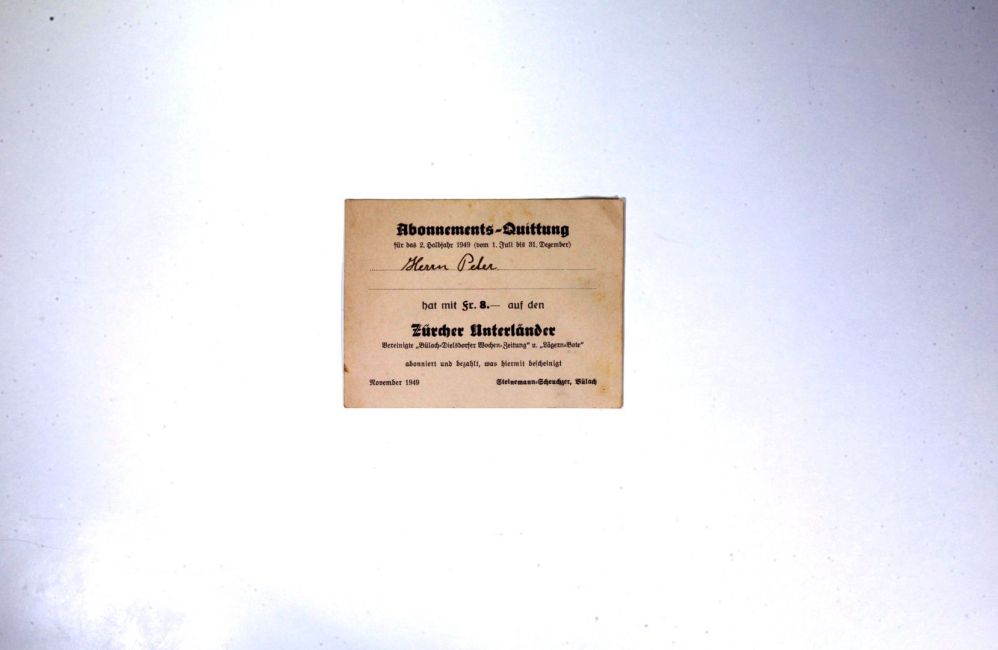 Abonnements-Quittung
für das 2. Halbjahr 1949 (vom 1. Juli bis 31. Dezember)
Herrn Peter
hat mit Fr. 8.— auf den
Zürcher Unterländer
Vereinigte „Bülach-Dielsdorfer Wochen-Zeitung" u. „Lägern-Bote"
abonniert und bezahlt, was hiermit bescheinigt
November 1949 Steinemann-Scheuchzer, Bülach